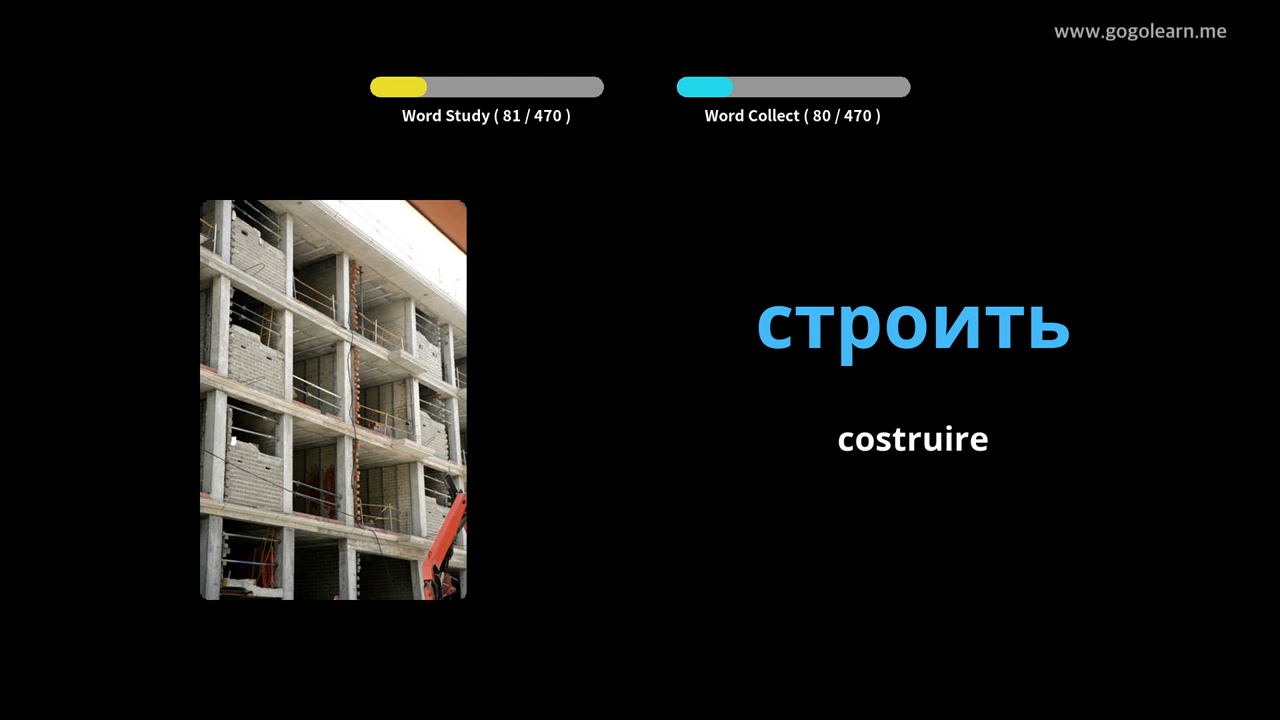 www.gogolearn.me
Word Study ( 81 / 470 )
Word Collect ( 80 / 470 )
строить
costruire